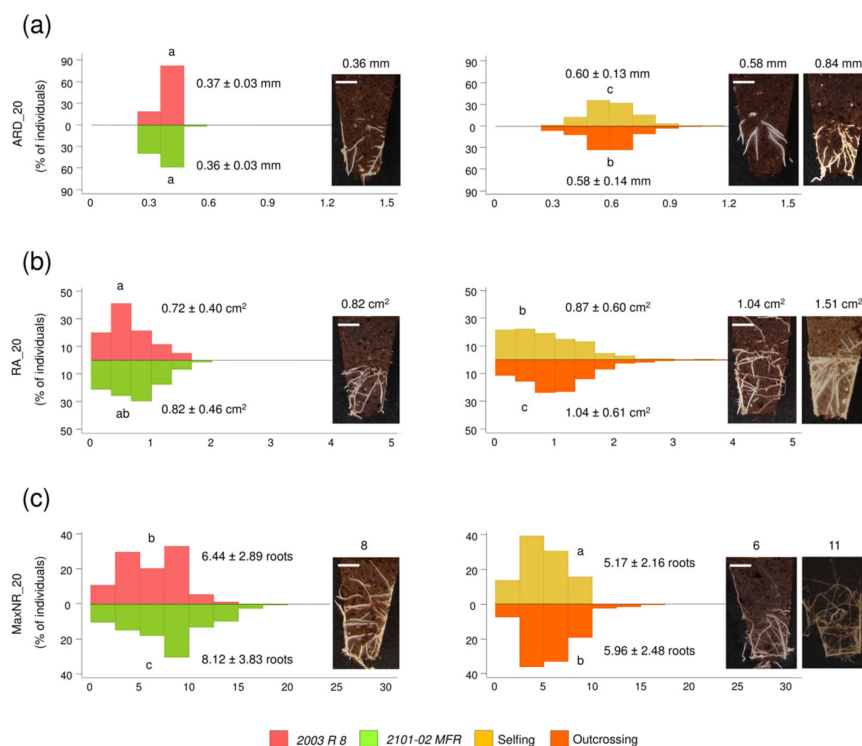 (a)
ARD_20
(% of individuals)
90
60
30
0
30
60
90
a
0.37 ± 0.03 mm
0.36 ± 0.03 mm
a
0.36 mm
0 0.3 0.6 0.9 1.2 1.5
90
60
30
0
30
60
90
0.60 ± 0.13 mm
c
b
0.58 ± 0.14 mm
0.58 mm
0.84 mm
0 0.3 0.6 0.9 1.2 1.5
(b)
RA_20
(% of individuals)
50
30
10
10
30
50
a
0.72 ± 0.40 cm²
ab
0.82 ± 0.46 cm²
0.82 cm²
0 1 2 3 4 5
50
30
10
10
30
50
b
0.87 ± 0.60 cm²
c
1.04 ± 0.61 cm²
1.04 cm²
1.51 cm²
0 1 2 3 4 5
(c)
MaxNR_20
(% of individuals)
40
20
0
20
40
b
6.44 ± 2.89 roots
c
8.12 ± 3.83 roots
8
0 5 10 15 20 25 30
40
20
0
20
40
a
5.17 ± 2.16 roots
b
5.96 ± 2.48 roots
6
11
0 5 10 15 20 25 30
2003 R 8 2101-02 MFR Selfing Outcrossing